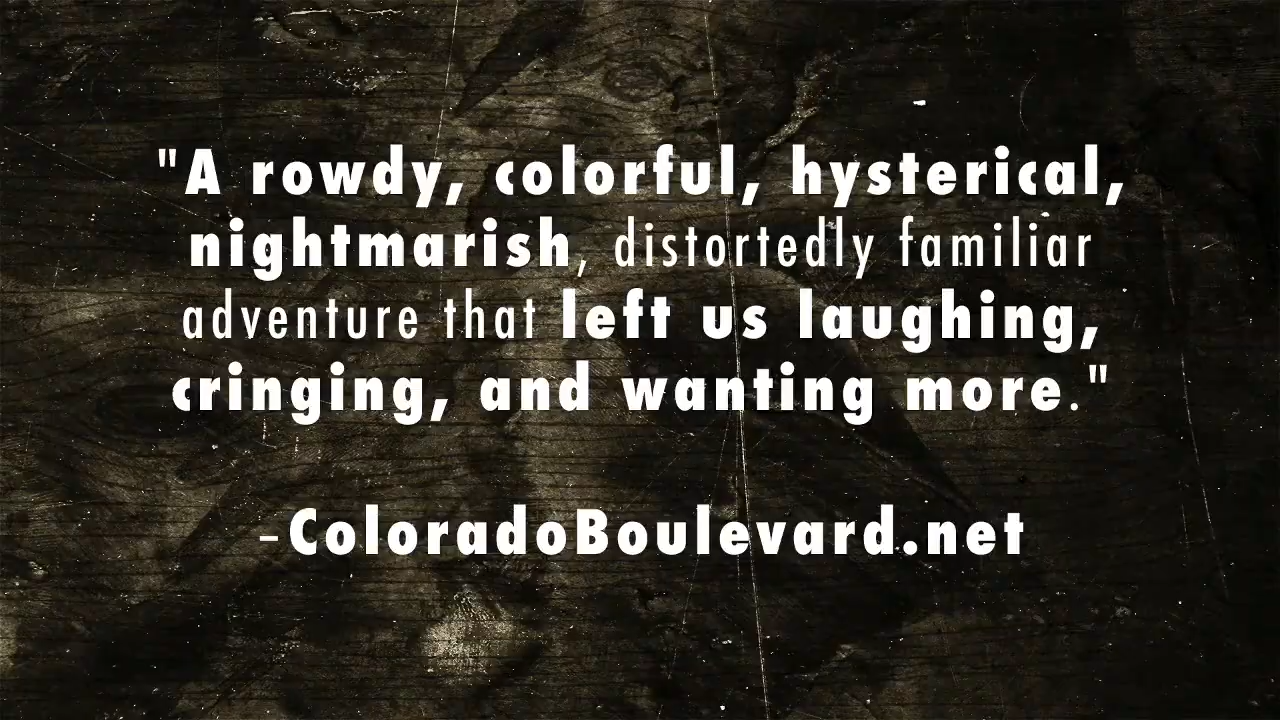 "A rowdy, colorful, hysterical,
nightmarish, distortedly familiar
adventure that left us laughing,
cringing, and wanting more."
-ColoradoBoulevard.net